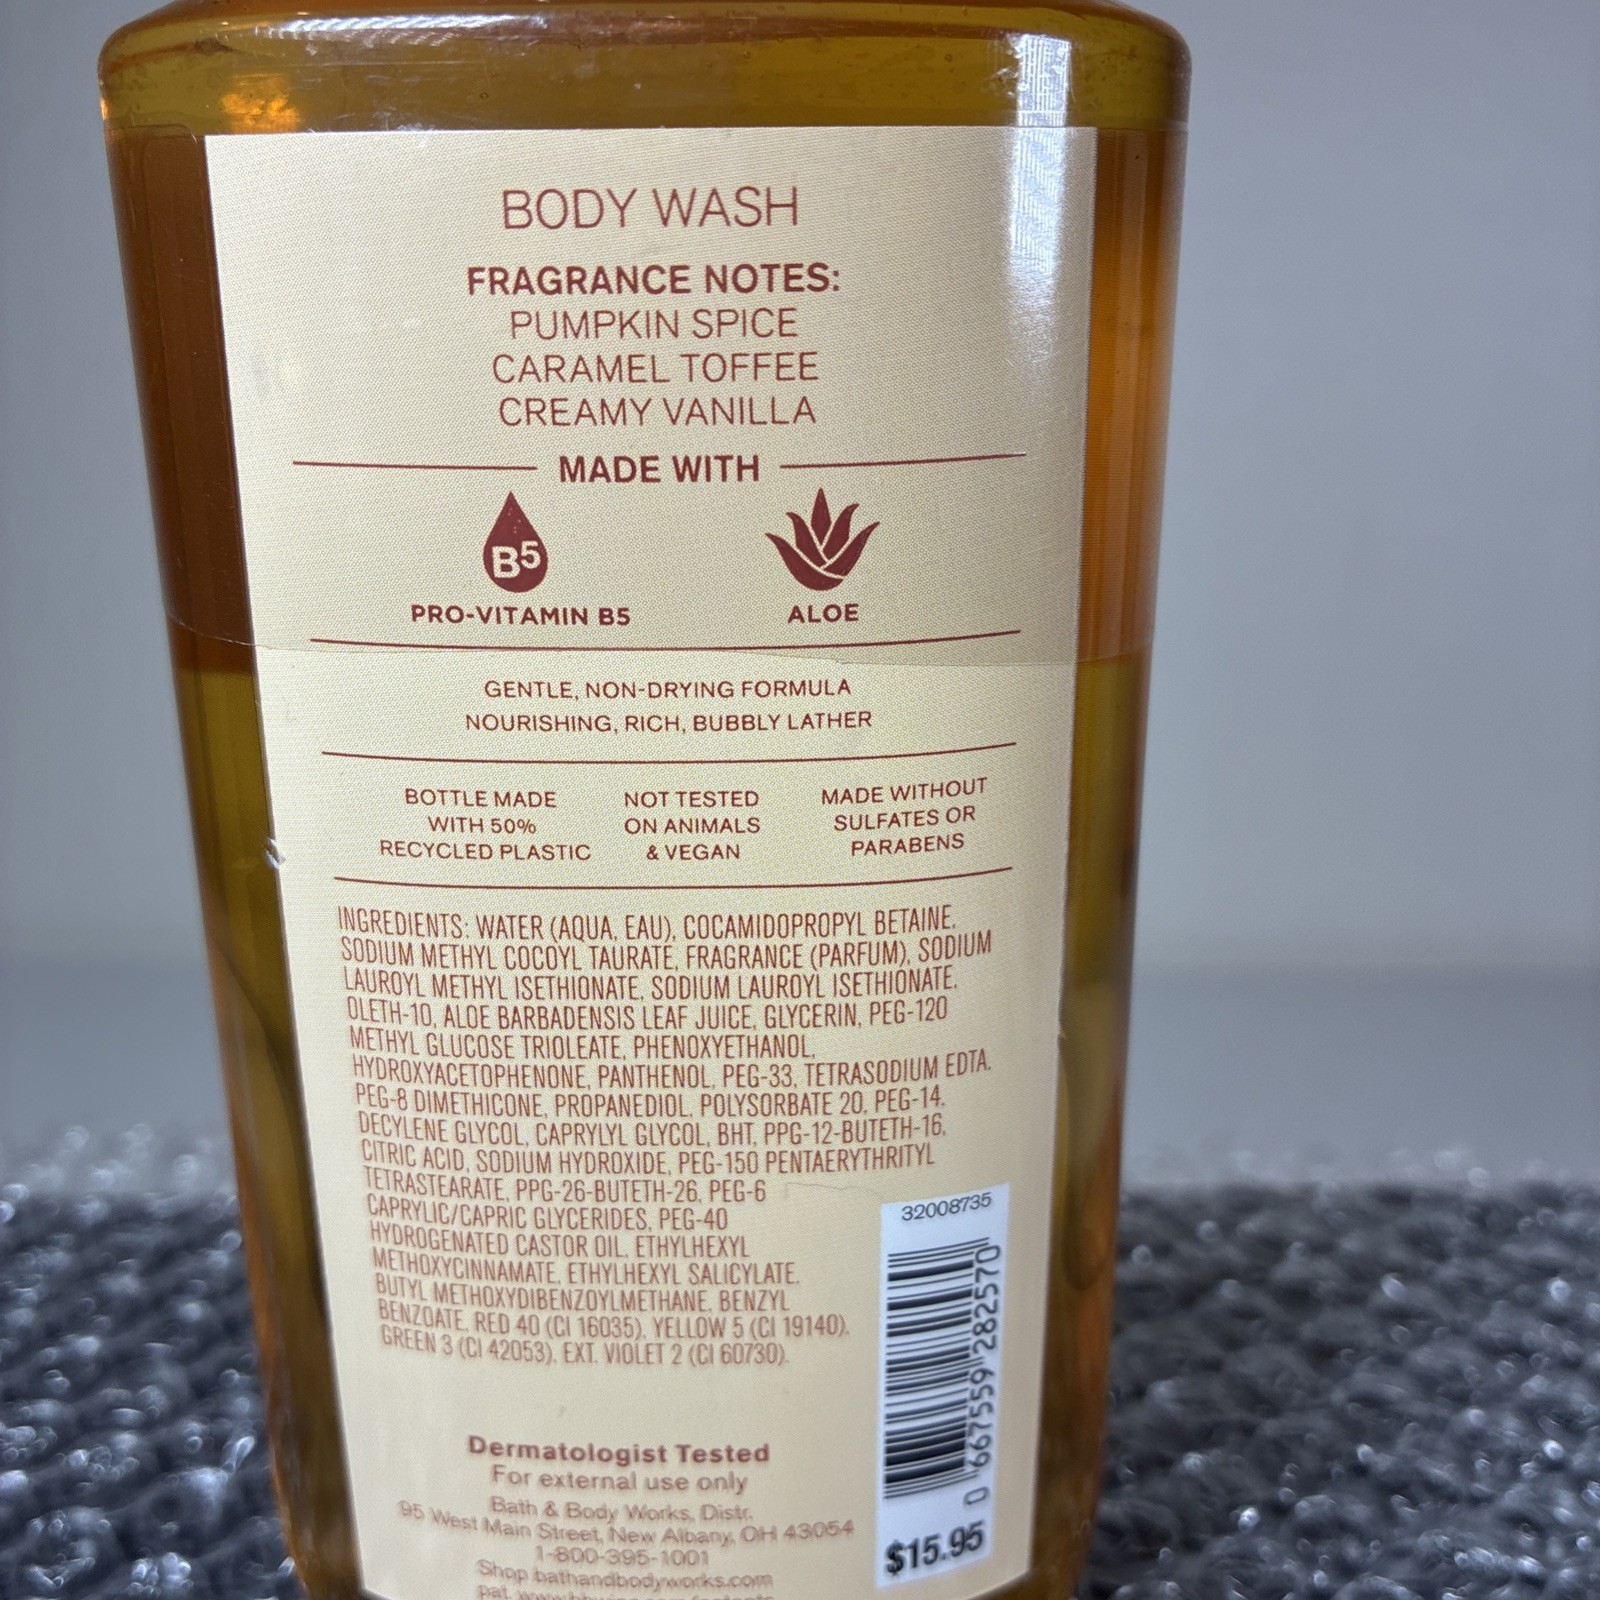 BODY WASH
FRAGRANCE NOTES:
PUMPKIN SPICE
CARAMEL TOFFEE
CREAMY VANILLA
MADE WITH
B5
PRO-VITAMIN B5
ALOE
GENTLE, NON-DRYING FORMULA
NOURISHING, RICH, BUBBLY LATHER
BOTTLE MADE
WITH 50%
RECYCLED PLASTIC
NOT TESTED
ON ANIMALS
& VEGAN
MADE WITHOUT
SULFATES OR
PARABENS
INGREDIENTS: WATER (AQUA, EAU), COCAMIDOPROPYL BETAINE,
SODIUM METHYL COCOYL TAURATE, FRAGRANCE (PARFUM), SODIUM
LAUROYL METHYL ISETHIONATE, SODIUM LAUROYL ISETHIONATE,
OLETH-10, ALOE BARBADENSIS LEAF JUICE, GLYCERIN, PEG-120
METHYL GLUCOSE TRIOLEATE, PHENOXYETHANOL,
HYDROXYACETOPHENONE, PANTHENOL, PEG-33, TETRASODIUM EDTA,
PEG-8 DIMETHICONE, PROPANEDIOL, POLYSORBATE 20, PEG-14,
DECYLENE GLYCOL, CAPRYLYL GLYCOL, BHT, PPG-12-BUTETH-16,
CITRIC ACID, SODIUM HYDROXIDE, PEG-150 PENTAERYTHRITYL
TETRASTEARATE, PPG-26-BUTETH-26, PEG-6
CAPRYLIC/CAPRIC GLYCERIDES, PEG-40
HYDROGENATED CASTOR OIL, ETHYLHEXYL
METHOXYCINNAMATE, ETHYLHEXYL SALICYLATE,
BUTYL METHOXYDIBENZOYLMETHANE, BENZYL
BENZOATE, RED 40 (CI 16035), YELLOW 5 (CI 19140),
GREEN 3 (CI 42053), EXT. VIOLET 2 (CI 60730).
32008735
0 667559 282570
$15.95
Dermatologist Tested
For external use only
Bath & Body Works, Distr.
95 West Main Street, New Albany, OH 43054
1-800-395-1001
Shop bathandbodyworks.com
pat.